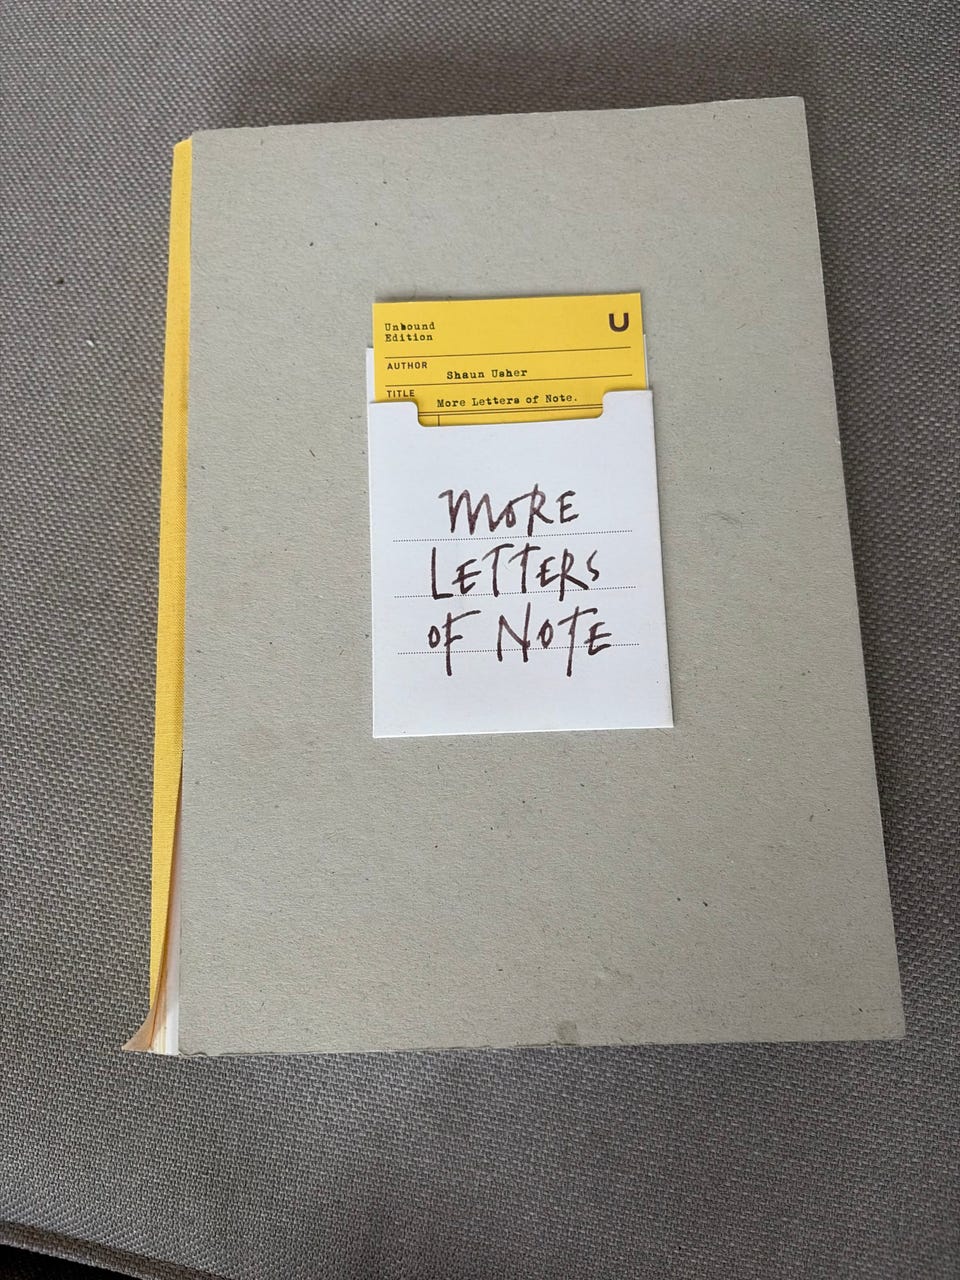 Unbound
Edition
U
AUTHOR Shaun Usher
TITLE More Letters of Note.
MORE
LETTERS
OF NOTE